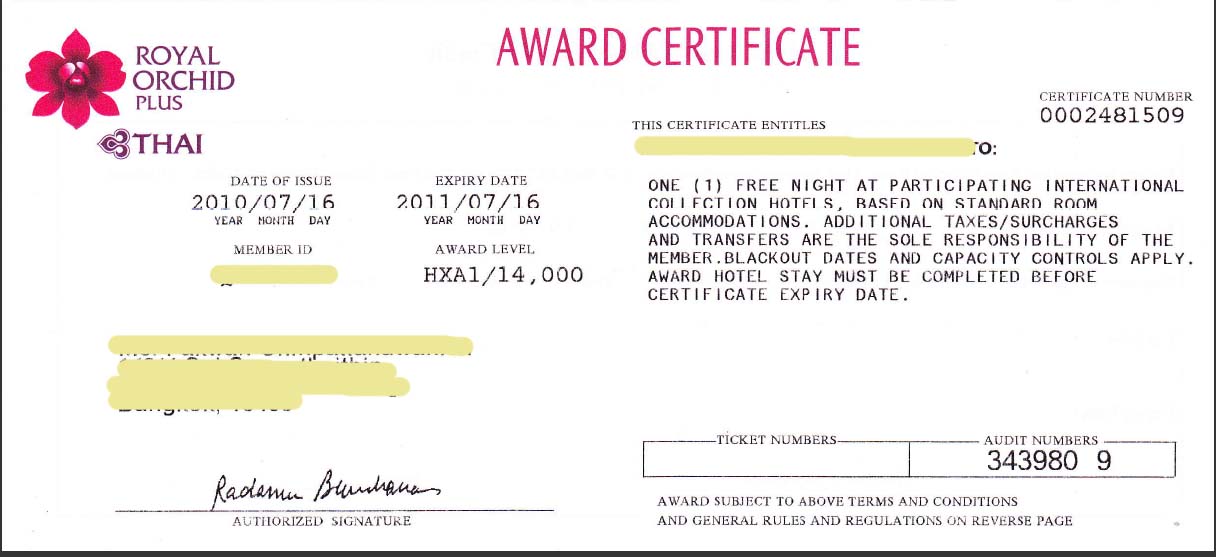 ROYAL
ORCHID
PLUS
THAI
AWARD CERTIFICATE
CERTIFICATE NUMBER
0002481509
THIS CERTIFICATE ENTITLES
TO:
DATE OF ISSUE
2010/07/16
YEAR MONTH DAY
EXPIRY DATE
2011/07/16
YEAR MONTH DAY
MEMBER ID
AWARD LEVEL
HXA1/14,000
ONE (1) FREE NIGHT AT PARTICIPATING INTERNATIONAL
COLLECTION HOTELS, BASED ON STANDARD ROOM
ACCOMMODATIONS. ADDITIONAL TAXES/SURCHARGES
AND TRANSFERS ARE THE SOLE RESPONSIBILITY OF THE
MEMBER.BLACKOUT DATES AND CAPACITY CONTROLS APPLY.
AWARD HOTEL STAY MUST BE COMPLETED BEFORE
CERTIFICATE EXPIRY DATE.
AUTHORIZED SIGNATURE
TICKET NUMBERS
AUDIT NUMBERS
343980 9
AWARD SUBJECT TO ABOVE TERMS AND CONDITIONS
AND GENERAL RULES AND REGULATIONS ON REVERSE PAGE